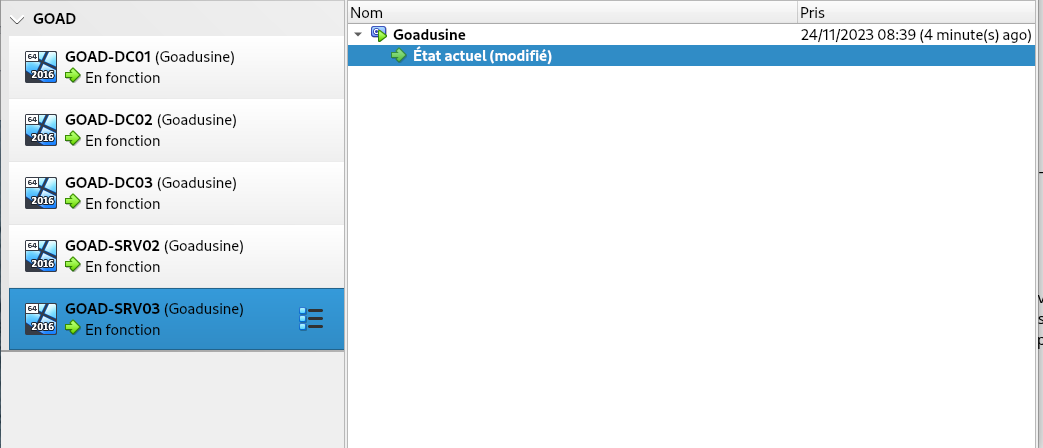 GOAD
64
2016
GOAD-DC01 (Goadusine)
En fonction
64
2016
GOAD-DC02 (Goadusine)
En fonction
64
2016
GOAD-DC03 (Goadusine)
En fonction
64
2016
GOAD-SRV02 (Goadusine)
En fonction
64
2016
GOAD-SRV03 (Goadusine)
En fonction
Nom Pris
Goadusine 24/11/2023 08:39 (4 minute(s) ago)
État actuel (modifié)